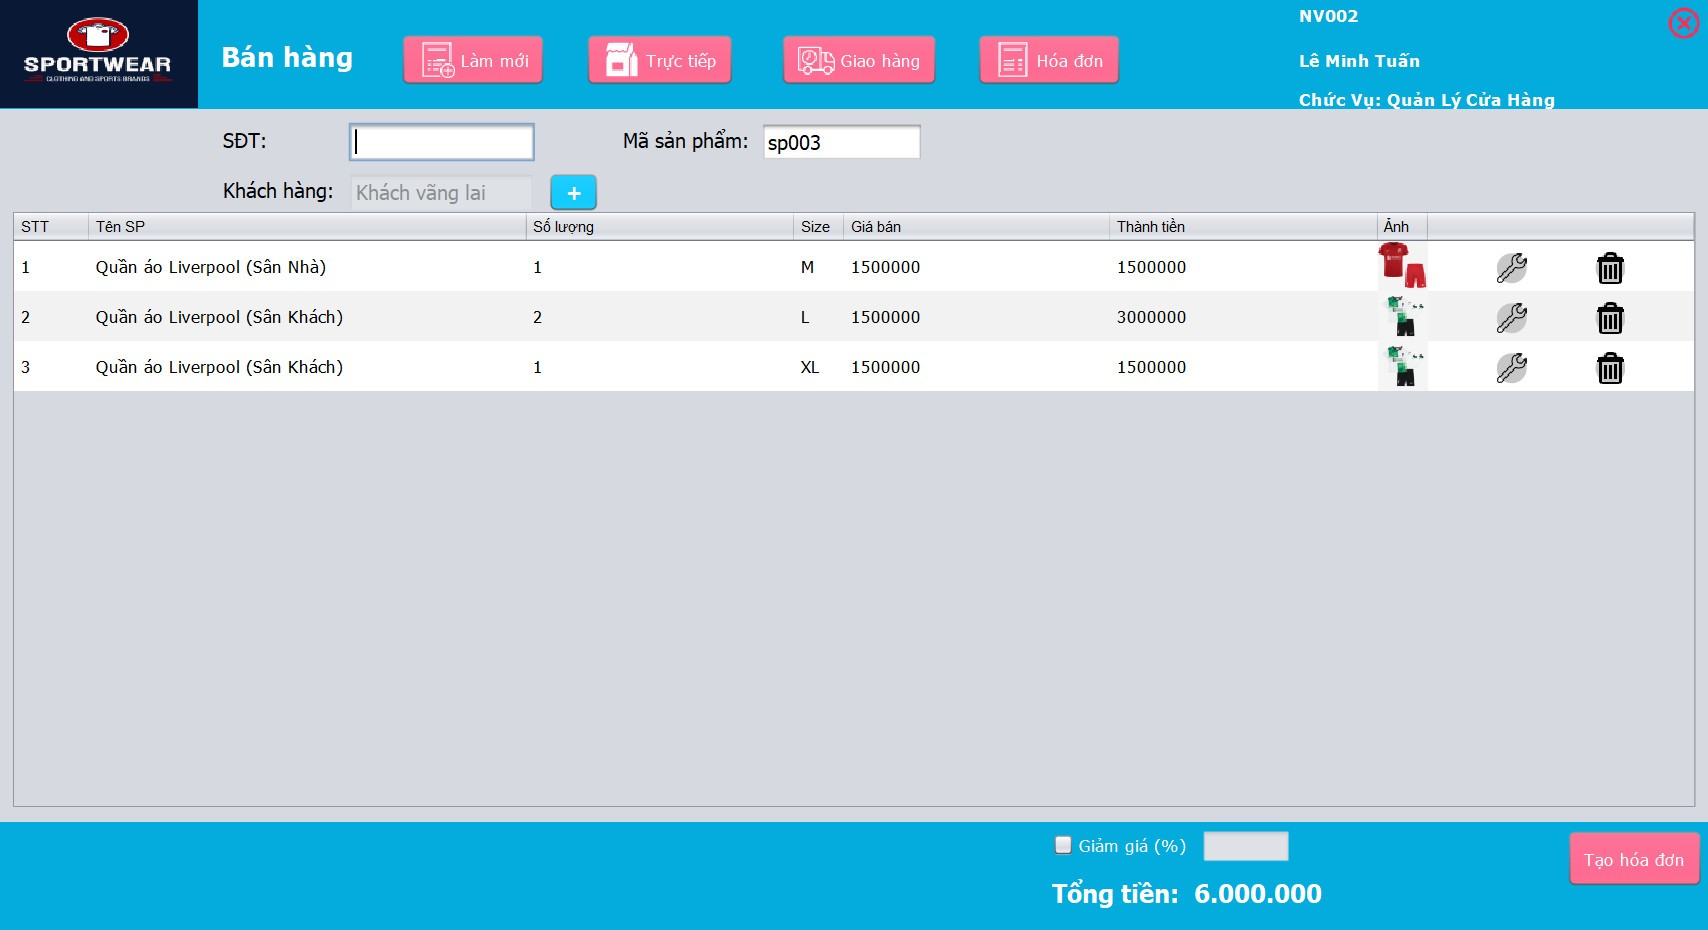 SPORTWEAR
CLOTHING AND SPORTS BRANDS
Bán hàng
Làm mới
Trực tiếp
Giao hàng
Hóa đơn
NV002
Lê Minh Tuấn
Chức Vụ: Quản Lý Cửa Hàng
SĐT:
Mã sản phẩm: sp003
Khách hàng: Khách vãng lai +
STT Tên SP Số lượng Size Giá bán Thành tiền Ảnh
1 Quần áo Liverpool (Sân Nhà) 1 M 1500000 1500000
2 Quần áo Liverpool (Sân Khách) 2 L 1500000 3000000
3 Quần áo Liverpool (Sân Khách) 1 XL 1500000 1500000
Giảm giá (%)
Tổng tiền: 6.000.000
Tạo hóa đơn